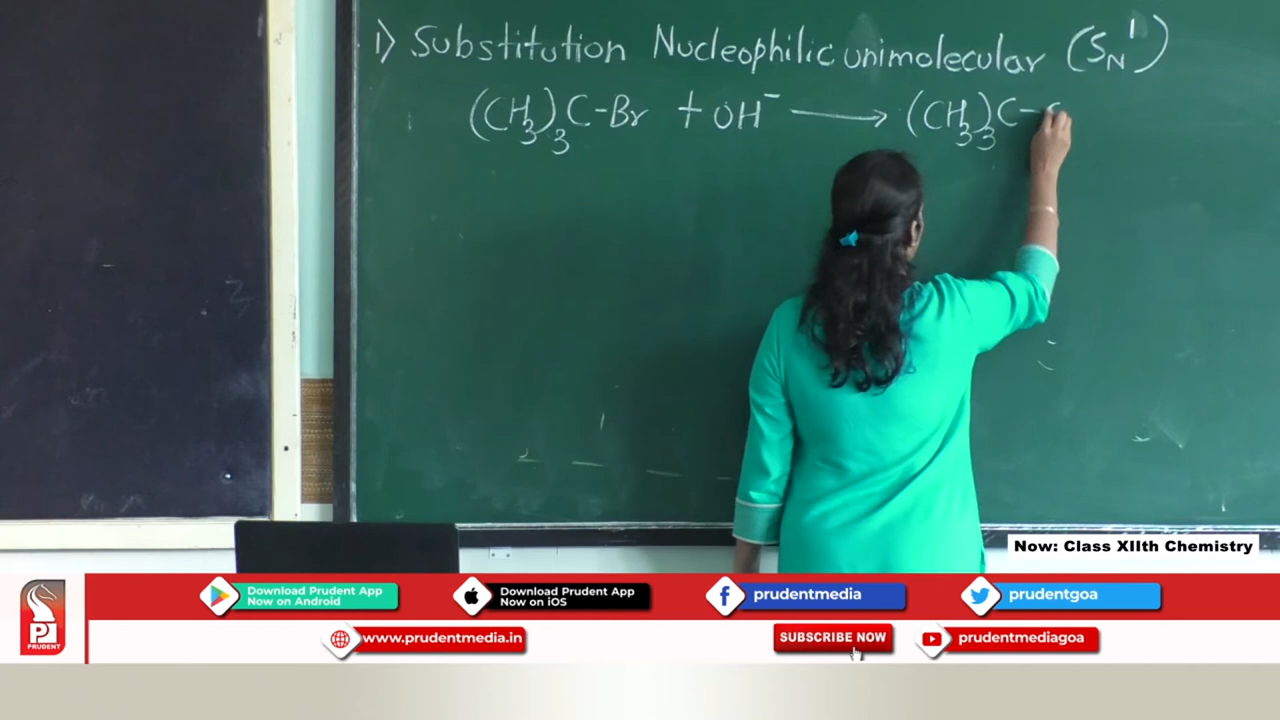 1) Substitution Nucleophilic unimolecular (SN1)
(CH3)3C-Br + OH- ⟶ (CH3)3C-
Now: Class XIIth Chemistry
Download Prudent App
Now on Android
Download Prudent App
Now on iOS
prudentmedia
prudentgoa
PRUDENT
www.prudentmedia.in
SUBSCRIBE NOW
prudentmediagoa